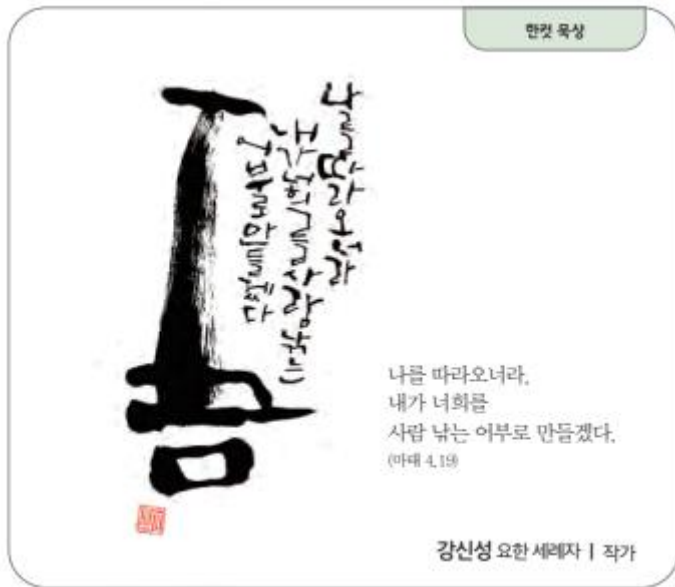 한컷 묵상
나를 따라오너라
내가 너희를 사람 낚는
어부로 만들겠다
나를 따라오너라.
내가 너희를
사람 낚는 어부로 만들겠다.
(마태 4,19)
강신성 요한 세례자 | 작가